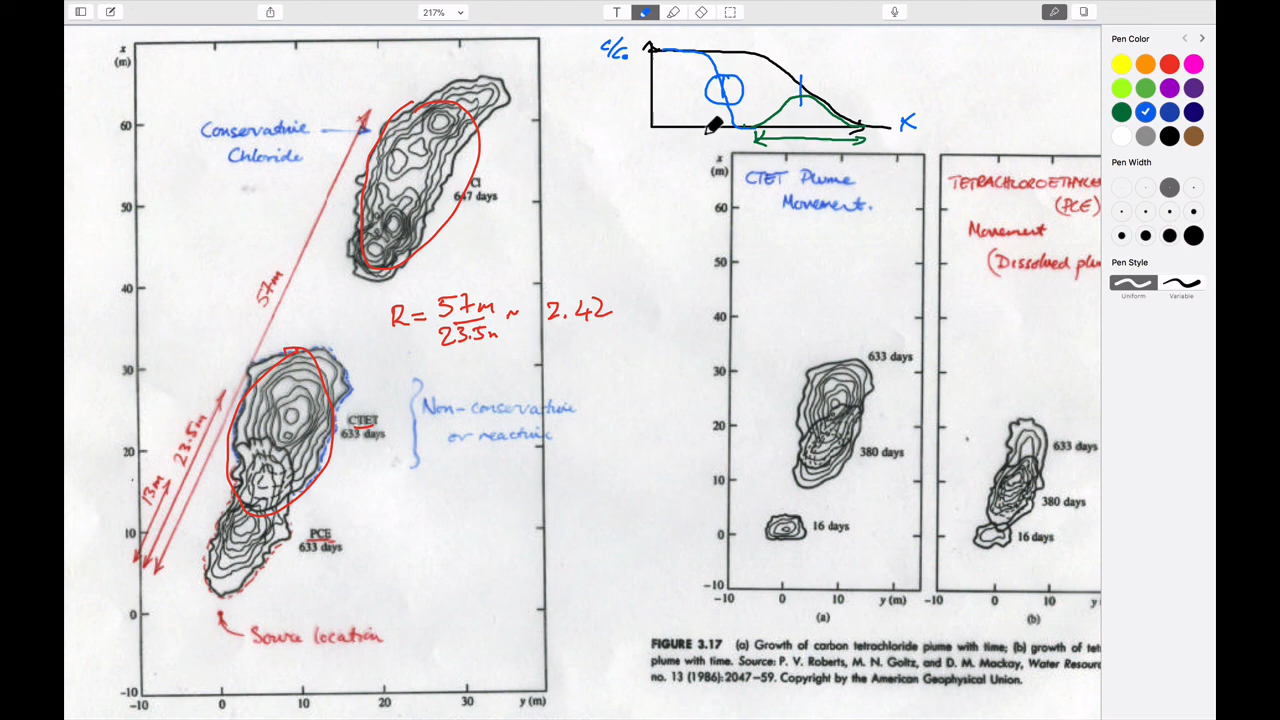 217%
T
Pen Color
Pen Width
Pen Style
Uniform
Variable
C/C₀
x
x
(m)
60
50
40
30
20
10
0
-10
-10
0
10
20
30
y (m)
Conservative
Chloride
Cl
647 days
57m
23.5m
13m
R = 57m ~ 2.42
23.5m
CTET
633 days
Non-conservative
or reactive
PCE
633 days
Source location
x
(m)
60
50
40
30
20
10
0
-10
-10
0
10
y (m)
(a)
CTET Plume
Movement.
633 days
380 days
16 days
TETRACHLOROETHYLE
(PCE)
Movement
(Dissolved plu
633 days
380 days
16 days
-10
0
10
y (m)
(b)
FIGURE 3.17 (a) Growth of carbon tetrachloride plume with time; (b) growth of tet
plume with time. Source: P. V. Roberts, M. N. Goltz, and D. M. Mackay, Water Resour
no. 13 (1986):2047–59. Copyright by the American Geophysical Union.